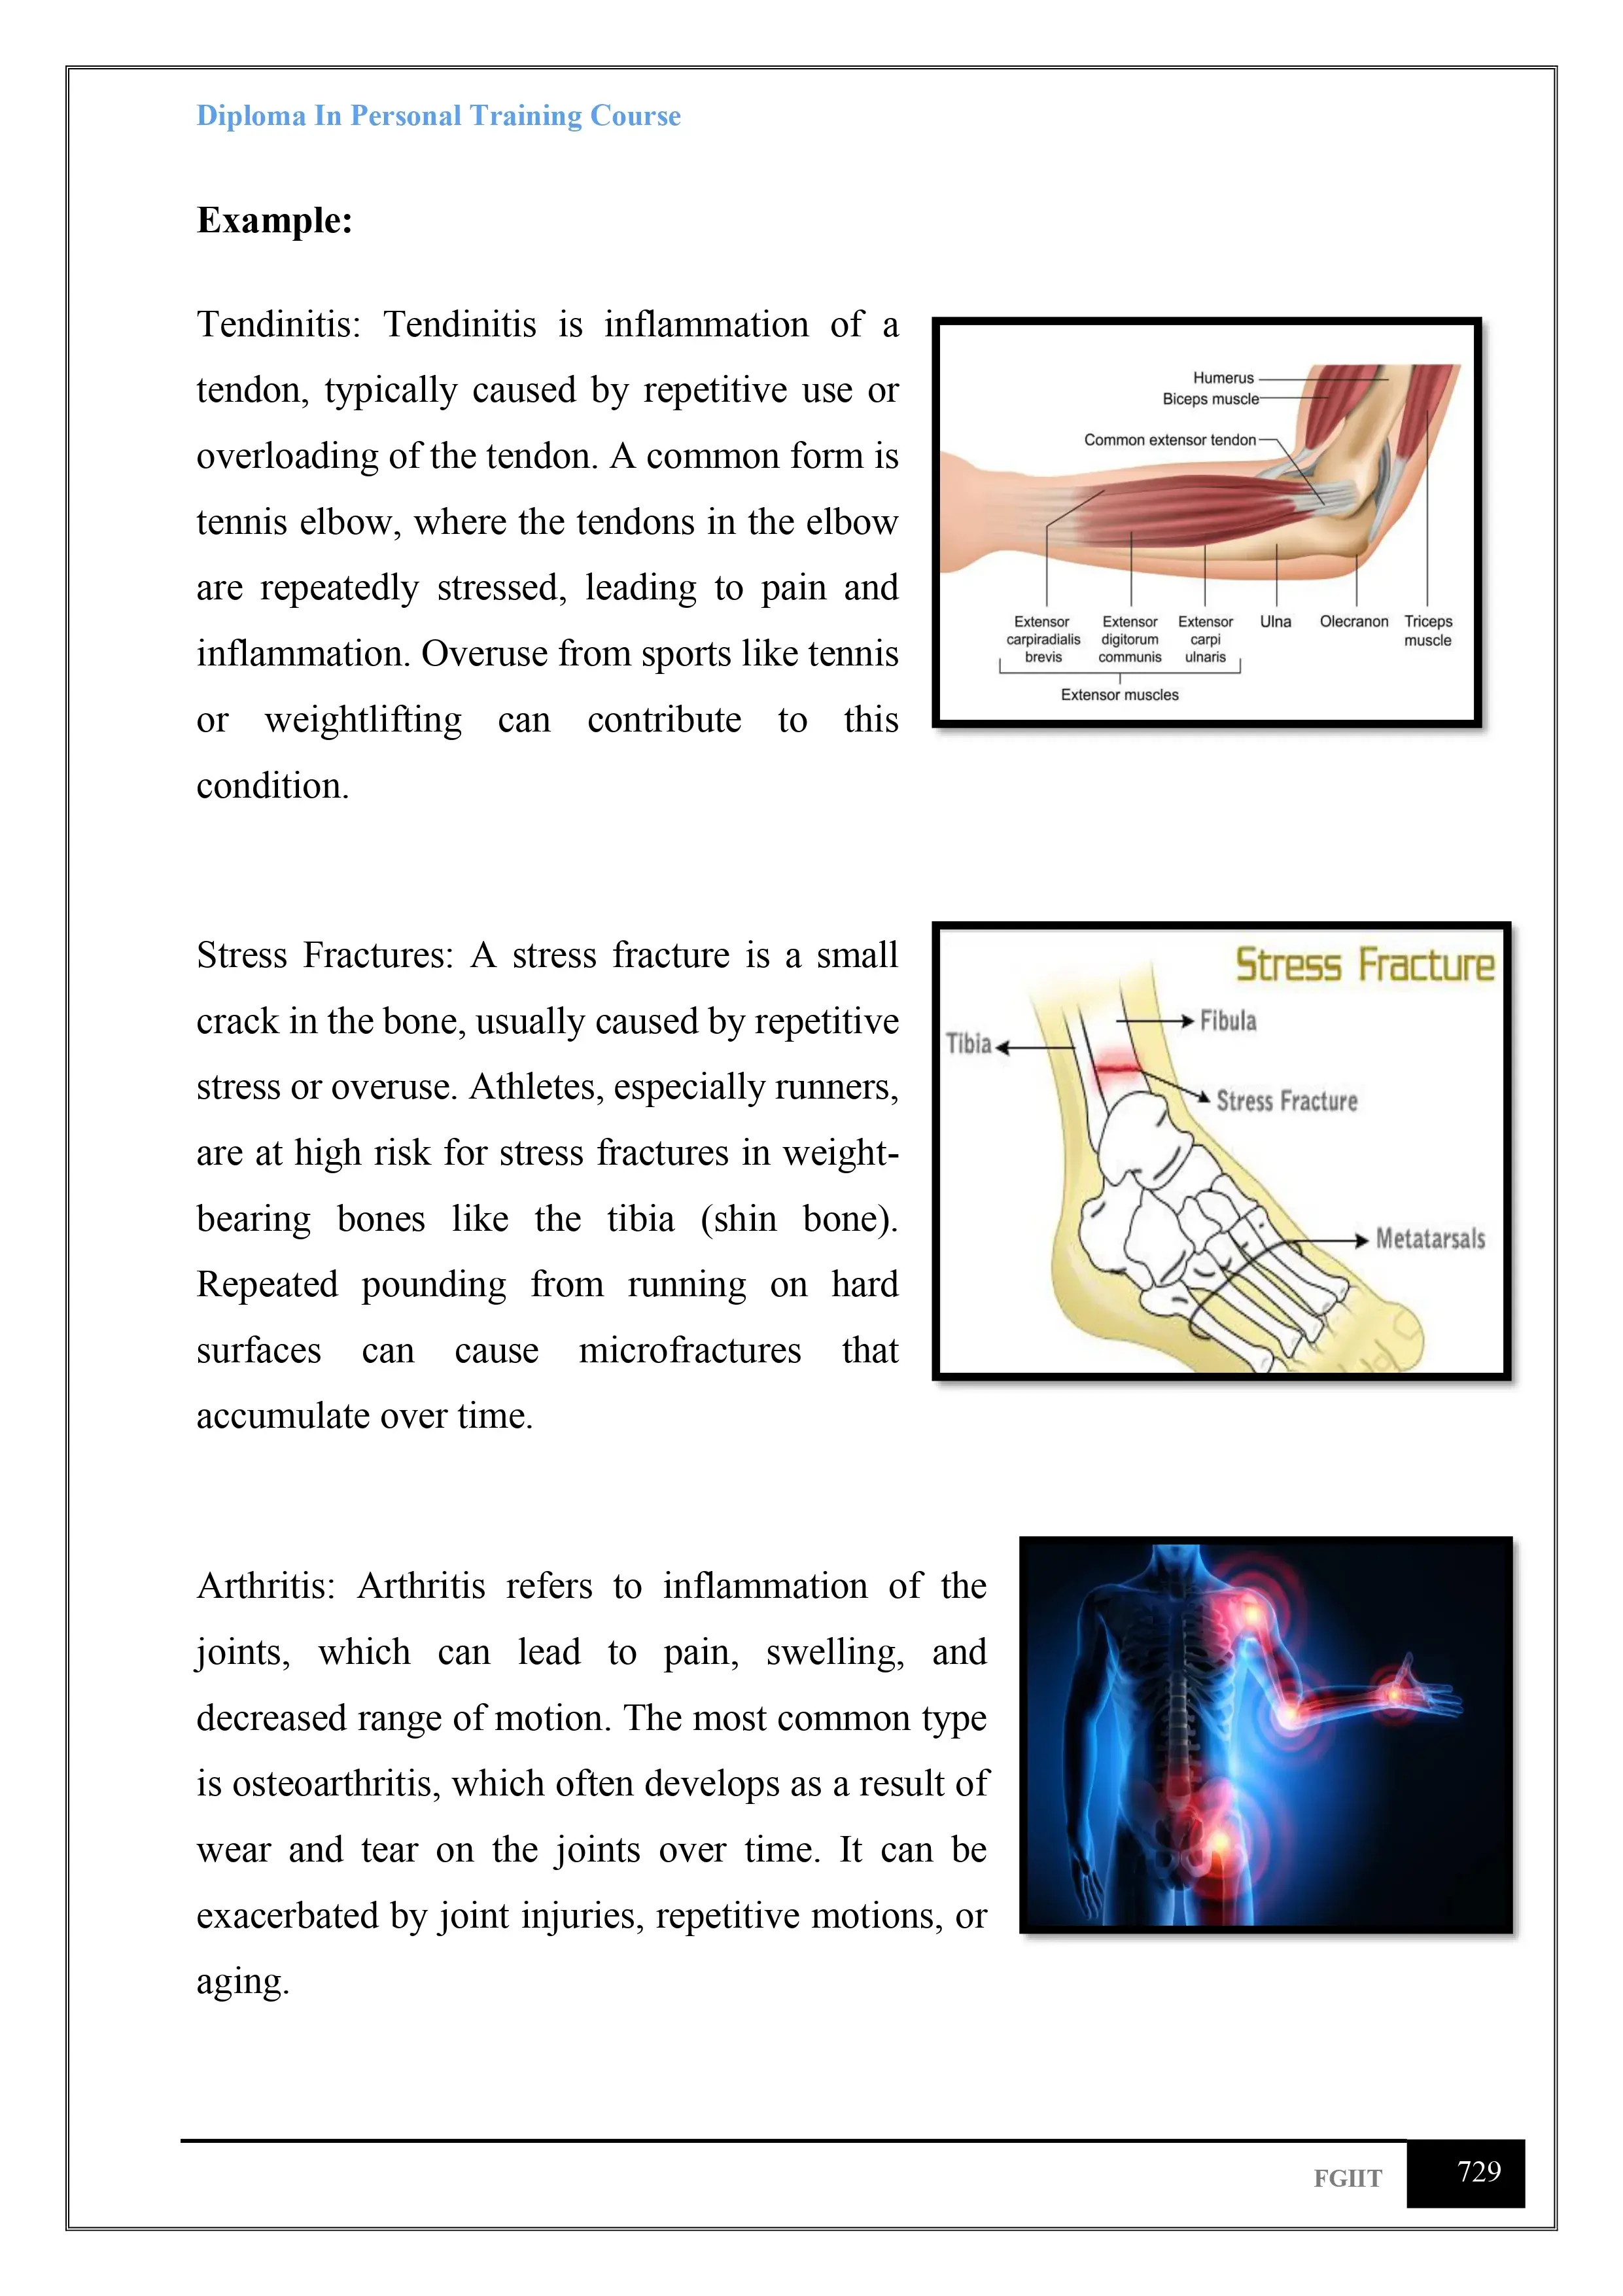 Diploma In Personal Training Course
Example:
Tendinitis: Tendinitis is inflammation of a
tendon, typically caused by repetitive use or
overloading of the tendon. A common form is
tennis elbow, where the tendons in the elbow
are repeatedly stressed, leading to pain and
inflammation. Overuse from sports like tennis
or weightlifting can contribute to this
condition.
Humerus
Biceps muscle
Common extensor tendon
Extensor
carpiradialis
brevis
Extensor
digitorum
communis
Extensor
carpi
ulnaris
Ulna
Olecranon
Triceps
muscle
Extensor muscles
Stress Fractures: A stress fracture is a small
crack in the bone, usually caused by repetitive
stress or overuse. Athletes, especially runners,
are at high risk for stress fractures in weight-
bearing bones like the tibia (shin bone).
Repeated pounding from running on hard
surfaces can cause microfractures that
accumulate over time.
Stress Fracture
Fibula
Tibia
Stress Fracture
Metatarsals
Arthritis: Arthritis refers to inflammation of the
joints, which can lead to pain, swelling, and
decreased range of motion. The most common type
is osteoarthritis, which often develops as a result of
wear and tear on the joints over time. It can be
exacerbated by joint injuries, repetitive motions, or
aging.
FGIIT
729